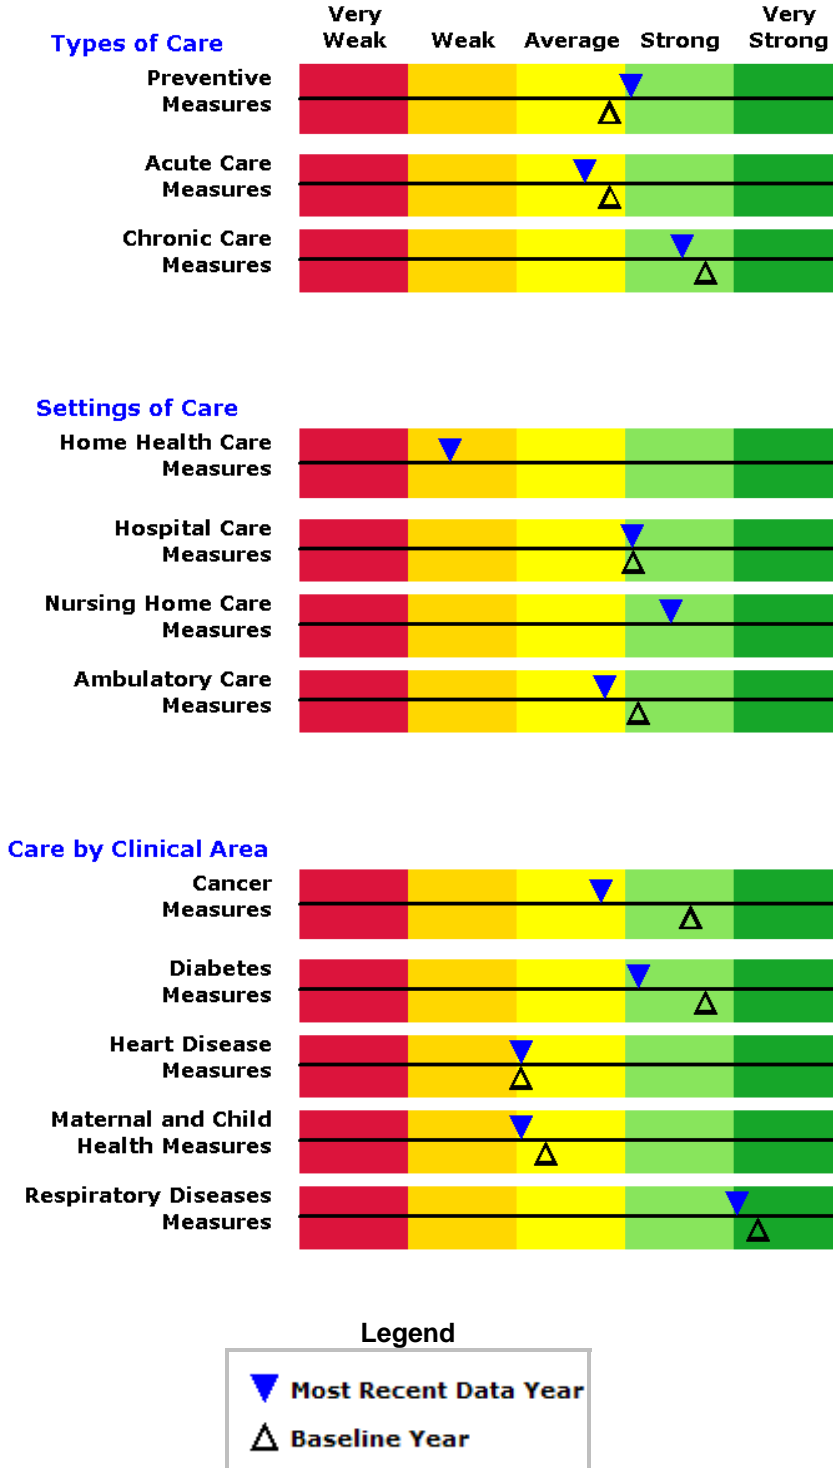 Types of Care
Very
Weak
Weak
Average
Strong
Very
Strong
Preventive
Measures
Acute Care
Measures
Chronic Care
Measures
Settings of Care
Home Health Care
Measures
Hospital Care
Measures
Nursing Home Care
Measures
Ambulatory Care
Measures
Care by Clinical Area
Cancer
Measures
Diabetes
Measures
Heart Disease
Measures
Maternal and Child
Health Measures
Respiratory Diseases
Measures
Legend
Most Recent Data Year
Baseline Year